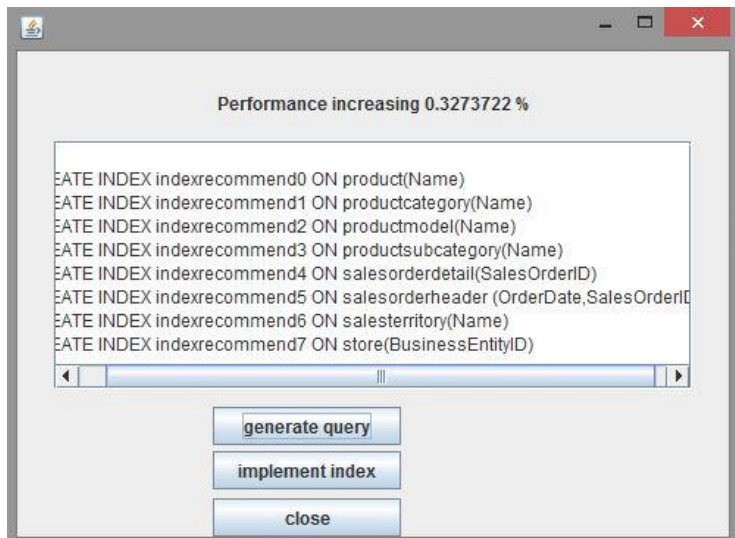 Performance increasing 0.3273722 %
EATE INDEX indexrecommend0 ON product(Name)
EATE INDEX indexrecommend1 ON productcategory(Name)
EATE INDEX indexrecommend2 ON productmodel(Name)
EATE INDEX indexrecommend3 ON productsubcategory(Name)
EATE INDEX indexrecommend4 ON salesorderdetail(SalesOrderID)
EATE INDEX indexrecommend5 ON salesorderheader (OrderDate,SalesOrderID
EATE INDEX indexrecommend6 ON salesterritory(Name)
EATE INDEX indexrecommend7 ON store(BusinessEntityID)
generate query
implement index
close